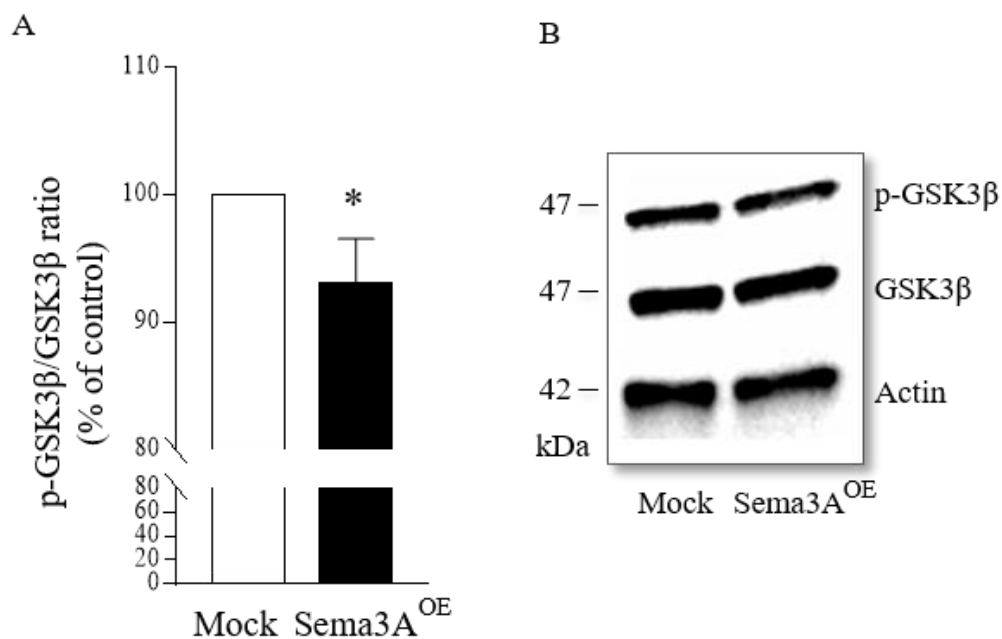 A
p-GSK3β/GSK3β ratio
(% of control)
110
100
90
80
80
60
40
20
0
*
Mock Sema3A^OE
B
47 – p-GSK3β
47 – GSK3β
42 – Actin
kDa
Mock Sema3A^OE